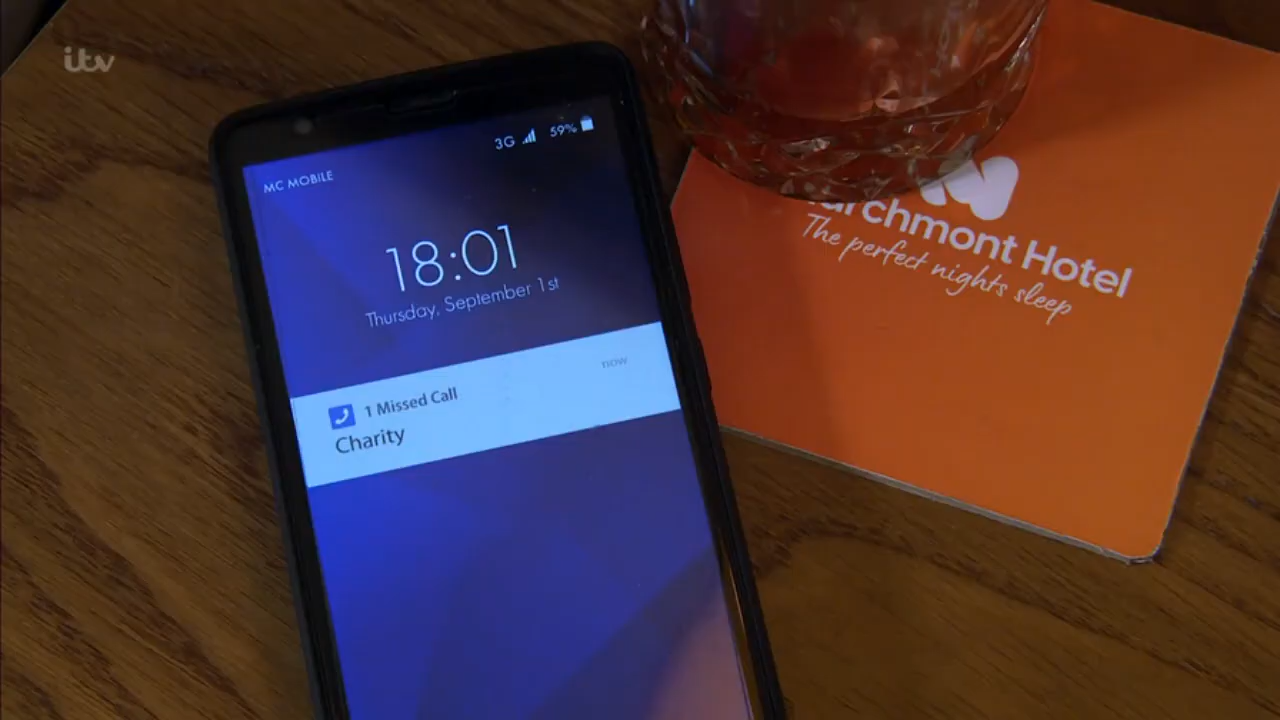 itv
3G 59%
MC MOBILE
18:01
Thursday, September 1st
now
1 Missed Call
Charity
Hotel
The perfect nights sleep